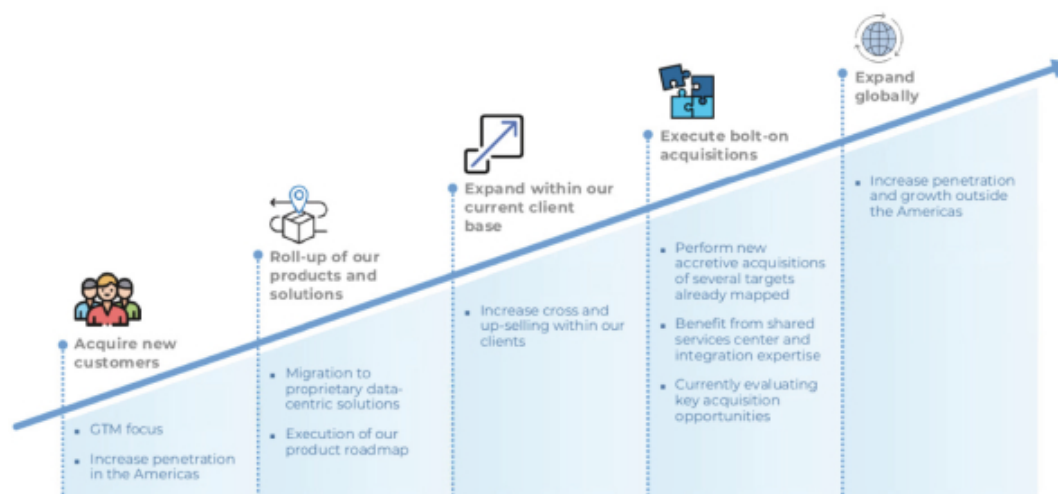 Acquire new
customers
▪ GTM focus
▪ Increase penetration
in the Americas
Roll-up of our
products and
solutions
▪ Migration to
proprietary data-
centric solutions
▪ Execution of our
product roadmap
Expand within our
current client
base
▪ Increase cross and
up-selling within our
clients
Execute bolt-on
acquisitions
▪ Perform new
accretive acquisitions
of several targets
already mapped
▪ Benefit from shared
services center and
integration expertise
▪ Currently evaluating
key acquisition
opportunities
Expand
globally
▪ Increase penetration
and growth outside
the Americas